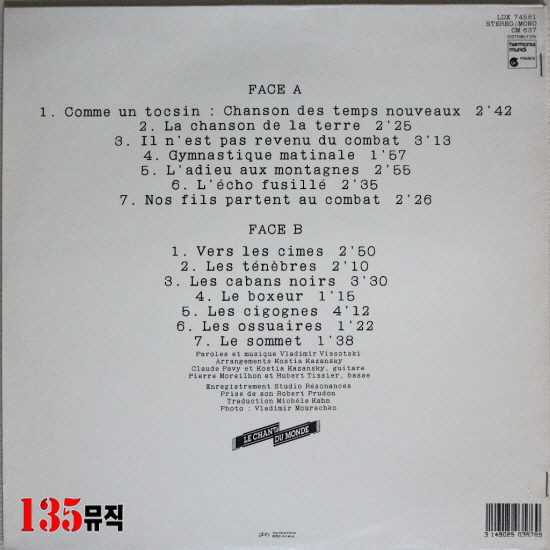 LDX 74581
STEREO/MONO
CM 637
DISTRIBUTION
harmonia
mundi
FRANCE
FACE A
1. Comme un tocsin : Chanson des temps nouveaux 2'42
2. La chanson de la terre 2'25
3. Il n'est pas revenu du combat 3'13
4. Gymnastique matinale 1'57
5. L'adieu aux montagnes 2'55
6. L'écho fusillé 2'35
7. Nos fils partent au combat 2'26
FACE B
1. Vers les cimes 2'50
2. Les ténèbres 2'10
3. Les cabans noirs 3'30
4. Le boxeur 1'15
5. Les cigognes 4'12
6. Les ossuaires 1'22
7. Le sommet 1'38
Paroles et musique Vladimir Vissotski
Arrangements Kostia Kazansky
Claude Pavy et Kostia Kazansky, guitare
Pierre Moreilhon et Hubert Tissier, basse
Enregistrement Studio Résonances
Prise de son Robert Prudon
Traduction Michèle Kahn
Photo : Vladimir Mourachko
LE CHANT
DU MONDE
135뮤직